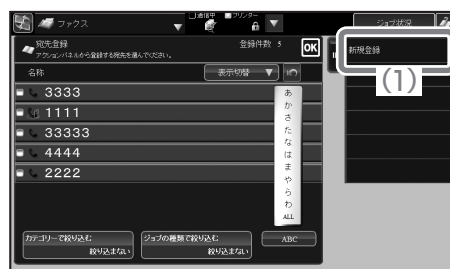 ファクス
通信中
プリンター
ジョブ状況
宛先登録
アクションパネルから登録する宛先を選んでください。
登録件数 5
OK
新規登録
(1)
名称
表示切替
3333
1111
33333
4444
2222
あ
か
さ
た
な
は
ま
や
ら
わ
ALL
カテゴリーで絞り込む
絞り込まない
ジョブの種類で絞り込む
絞り込まない
ABC